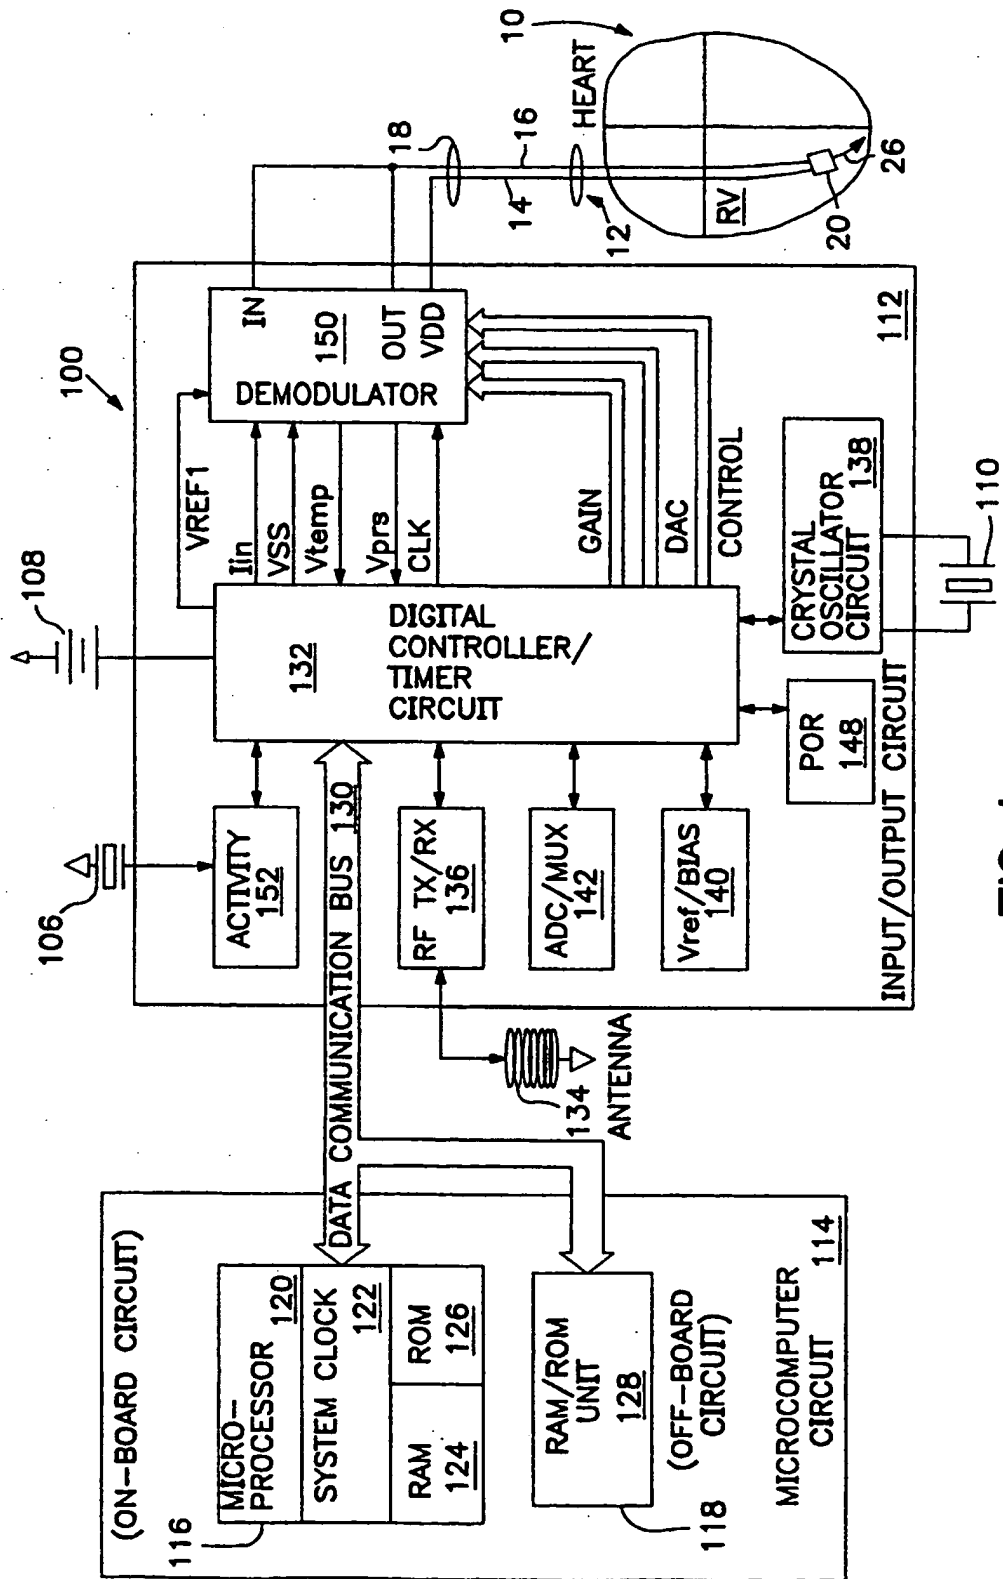 100
108
106
10
HEART
18
16
14
12
RV
20
26
VREF1
IN
150
OUT
VDD
DEMODULATOR
Iin
VSS
Vtemp
Vprs
CLK
GAIN
DAC
CONTROL
112
132
DIGITAL
CONTROLLER/
TIMER
CIRCUIT
CRYSTAL
OSCILLATOR
CIRCUIT
138
110
POR
148
ACTIVITY
152
RF TX/RX
136
ADC/MUX
142
Vref/BIAS
140
INPUT/OUTPUT CIRCUIT
DATA COMMUNICATION BUS 130
134
ANTENNA
(ON-BOARD CIRCUIT)
116
MICRO-
PROCESSOR
120
SYSTEM CLOCK
122
RAM
124
ROM
126
RAM/ROM
UNIT
128
118
(OFF-BOARD
CIRCUIT)
MICROCOMPUTER
CIRCUIT
114